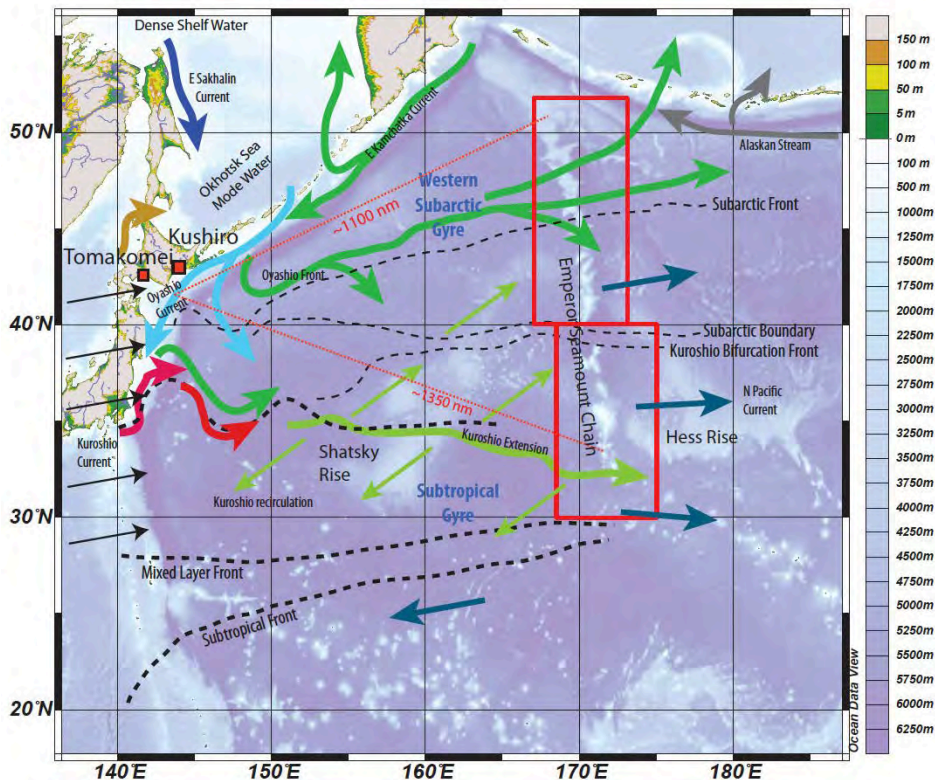 Dense Shelf Water
E Sakhalin
Current
50°N
Okhotsk Sea
Mode Water
E Kamchatka Current
Alaskan Stream
Western
Subarctic
Gyre
~1100 nm
Subarctic Front
Kushiro
Tomakomei
Oyashio
Current
Oyashio Front
Emperor Seamount Chain
40°N
Subarctic Boundary
Kuroshio Bifurcation Front
~1350 nm
N Pacific
Current
Kuroshio
Current
Shatsky
Rise
Kuroshio Extension
Hess Rise
Kuroshio recirculation
Subtropical
Gyre
30°N
Mixed Layer Front
Subtropical Front
20°N
140°E
150°E
160°E
170°E
180°E
Ocean Data View
150 m
100 m
50 m
5 m
0 m
100 m
500 m
1000m
1250m
1500m
1750m
2000m
2250m
2500m
2750m
3000m
3250m
3500m
3750m
4000m
4250m
4500m
4750m
5000m
5250m
5500m
5750m
6000m
6250m